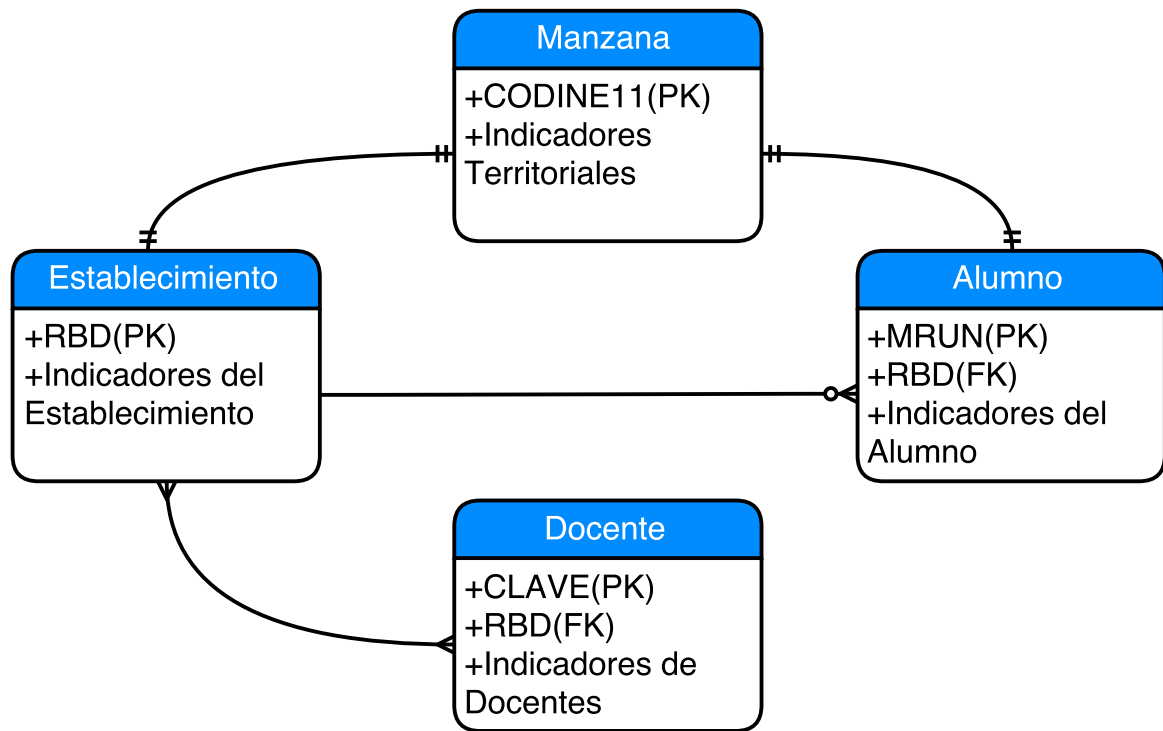 Manzana
+CODINE11(PK)
+Indicadores
Territoriales
Establecimiento
+RBD(PK)
+Indicadores del
Establecimiento
Alumno
+MRUN(PK)
+RBD(FK)
+Indicadores del
Alumno
Docente
+CLAVE(PK)
+RBD(FK)
+Indicadores de
Docentes